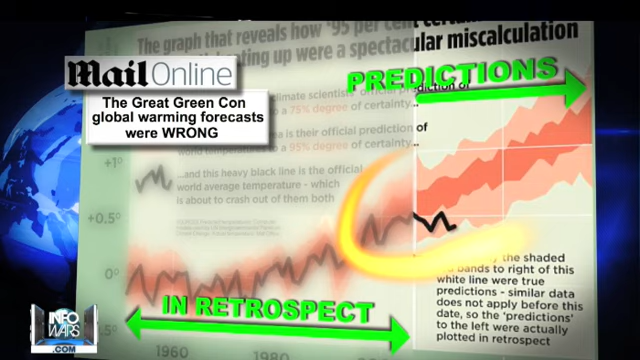 The graph that reveals how '95 per cent certain
up were a spectacular miscalculation
Mail Online
PREDICTIONS
The Great Green Con
global warming forecasts
were WRONG
climate scientists' official prediction of
to a 75% degree of certainty...
is their official prediction of
to a 95% degree of certainty...
+1°
...and this heavy black line is the official
world average temperature - which
is about to crash out of them both
+0.5°
0°
the shaded
bands to right of this
white line were true
predictions - similar data
does not apply before this
date, so the 'predictions'
to the left were actually
plotted in retrospect
IN RETROSPECT
INFO
WARS
.COM
.5°
1960
1980